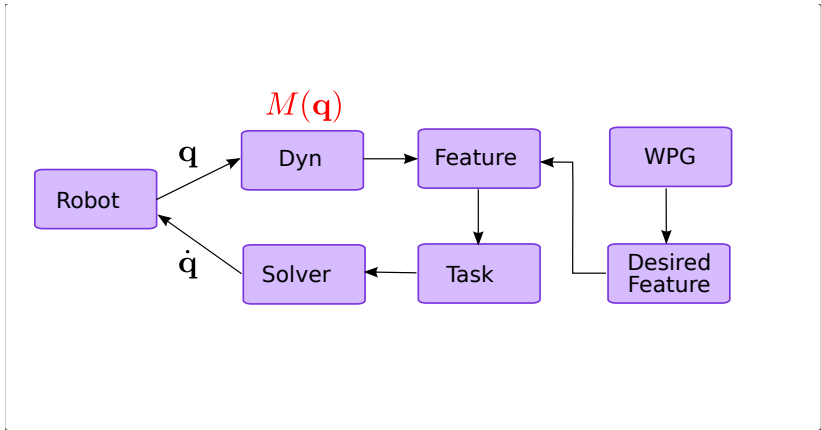 M(q)
q
Dyn
Feature
WPG
Robot
q̇
Solver
Task
Desired
Feature